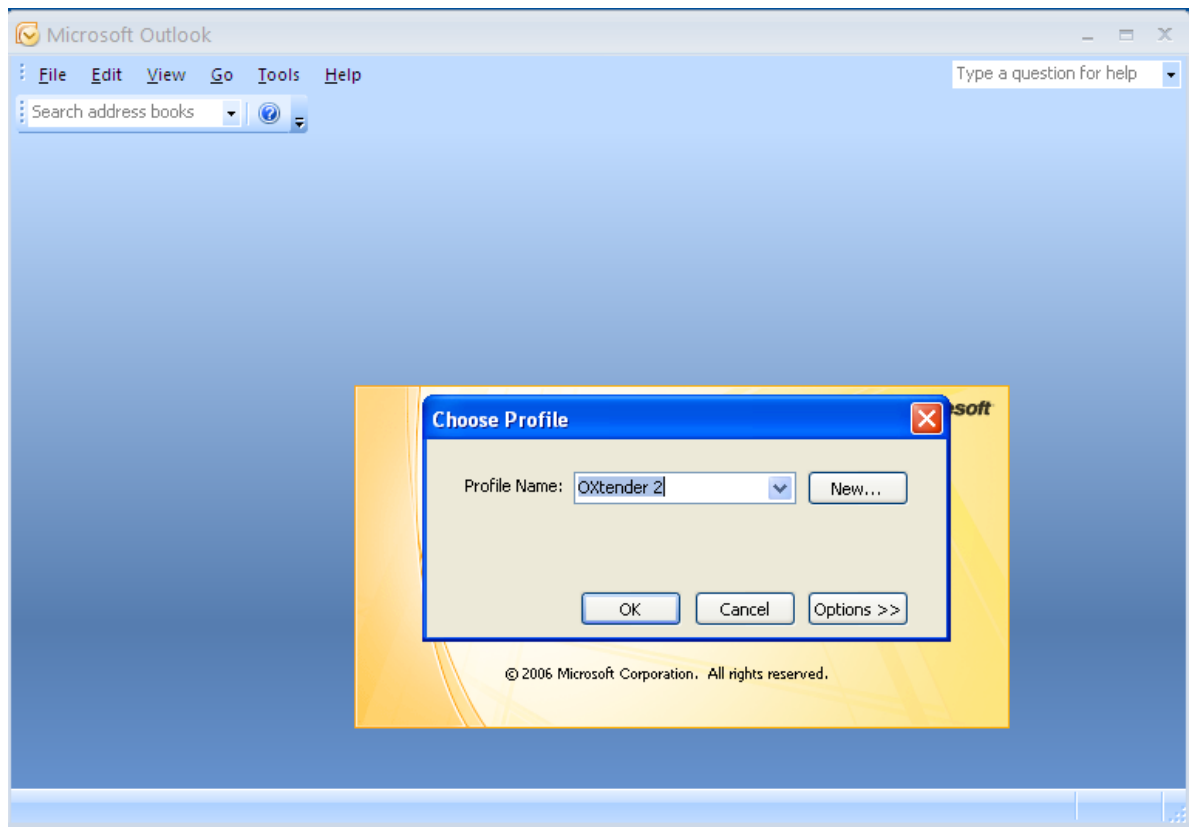 Microsoft Outlook
File Edit View Go Tools Help Type a question for help
Search address books
soft
Choose Profile
Profile Name: OXtender 2 New...
OK Cancel Options >>
© 2006 Microsoft Corporation. All rights reserved.